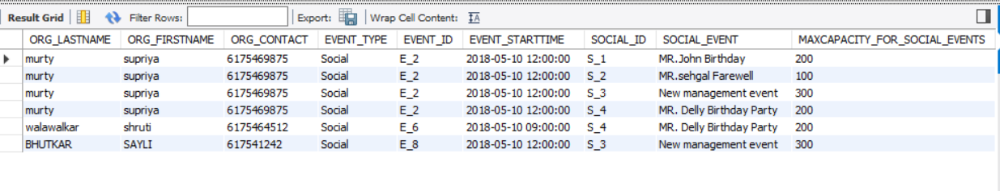 Result Grid Filter Rows: Export: Wrap Cell Content: IA
ORG_LASTNAME ORG_FIRSTNAME ORG_CONTACT EVENT_TYPE EVENT_ID EVENT_STARTTIME SOCIAL_ID SOCIAL_EVENT MAXCAPACITY_FOR_SOCIAL_EVENTS
murty supriya 6175469875 Social E_2 2018-05-10 12:00:00 S_1 MR.John Birthday 200
murty supriya 6175469875 Social E_2 2018-05-10 12:00:00 S_2 MR.sehgal Farewell 100
murty supriya 6175469875 Social E_2 2018-05-10 12:00:00 S_3 New management event 300
murty supriya 6175469875 Social E_2 2018-05-10 12:00:00 S_4 MR. Delly Birthday Party 200
walawalkar shruti 6175464512 Social E_6 2018-05-10 09:00:00 S_4 MR. Delly Birthday Party 200
BHUTKAR SAYLI 617541242 Social E_8 2018-05-10 12:00:00 S_3 New management event 300